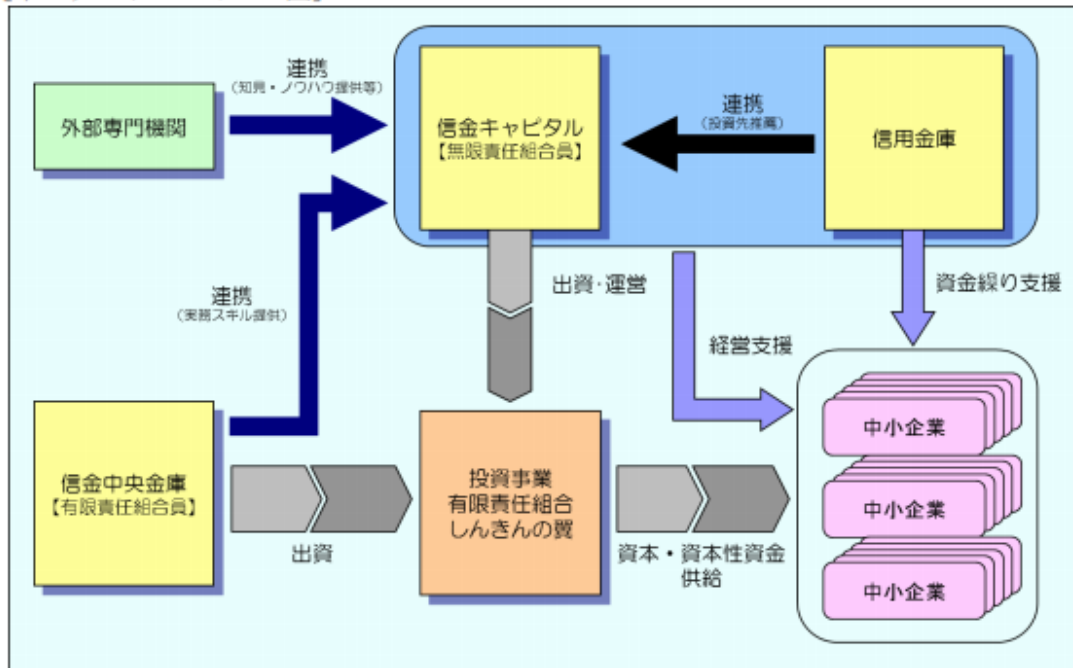 連携
（知見・ノウハウ提供等）
外部専門機関
信金キャピタル
【無限責任組合員】
連携
（投資先推薦）
信用金庫
連携
（実務スキル提供）
出資・運営
資金繰り支援
経営支援
信金中央金庫
【有限責任組合員】
出資
投資事業
有限責任組合
しんきんの翼
資本・資本性資金
供給
中小企業
中小企業
中小企業